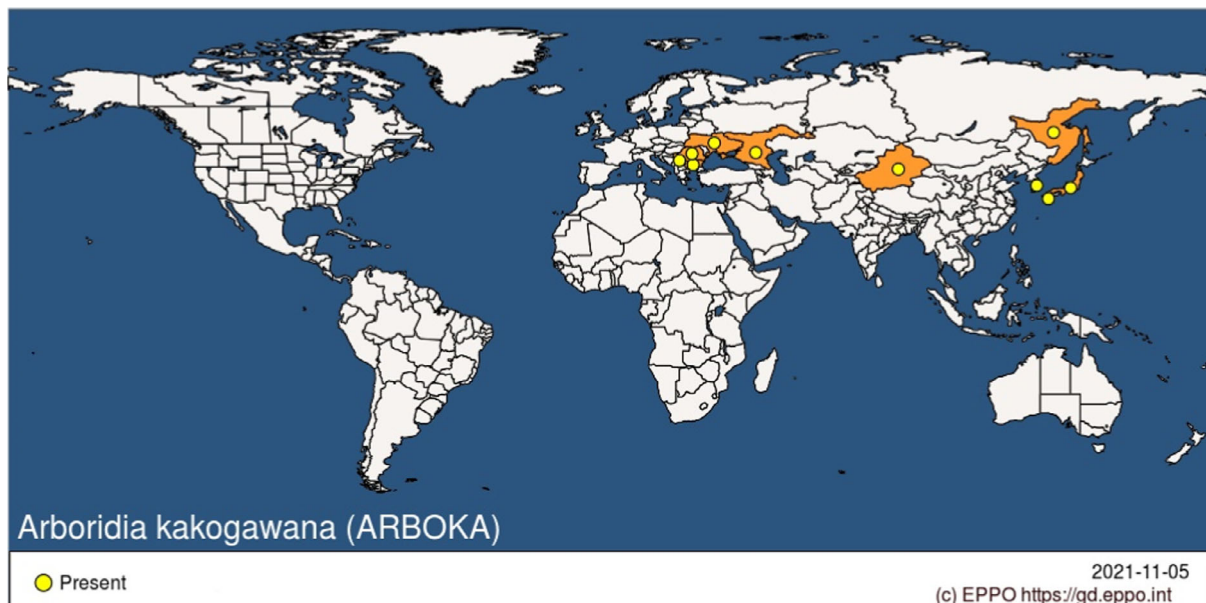 Arboridia kakogawana (ARBOKA)
Present
2021-11-05
(c) EPPO https://gd.eppo.int